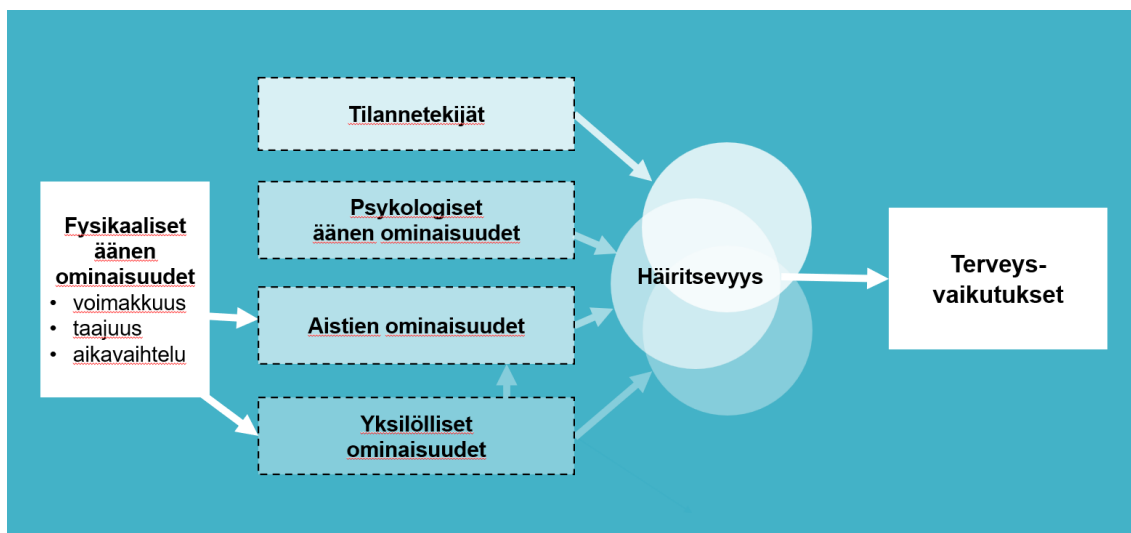 Fysikaaliset
äänen
ominaisuudet
• voimakkuus
• taajuus
• aikavaihtelu
Tilannetekijät
Psykologiset
äänen ominaisuudet
Aistien ominaisuudet
Yksilölliset
ominaisuudet
Häiritsevyys
Terveys-
vaikutukset